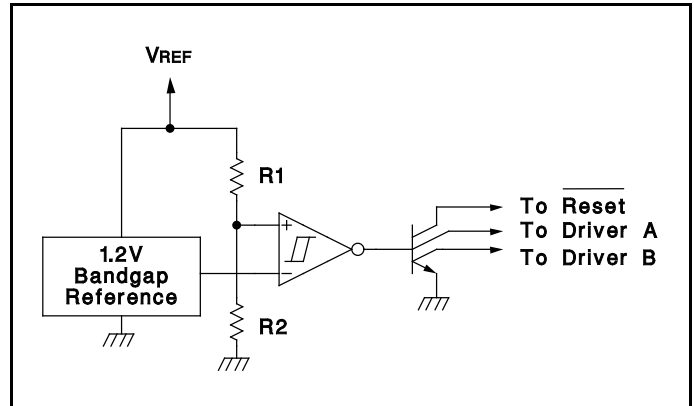 VREF
R1
+
−
1.2V
Bandgap
Reference
R2
To Reset
To Driver A
To Driver B